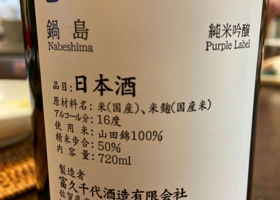 鍋島
Nabeshima
純米吟醸
Purple Label
品目:日本酒
原材料名:米(国産)、米麹(国産米)
アルコール分:16度
使用米:山田錦100%
精米歩合:50%
内容量:720ml
製造者
富久千代酒造有限会社